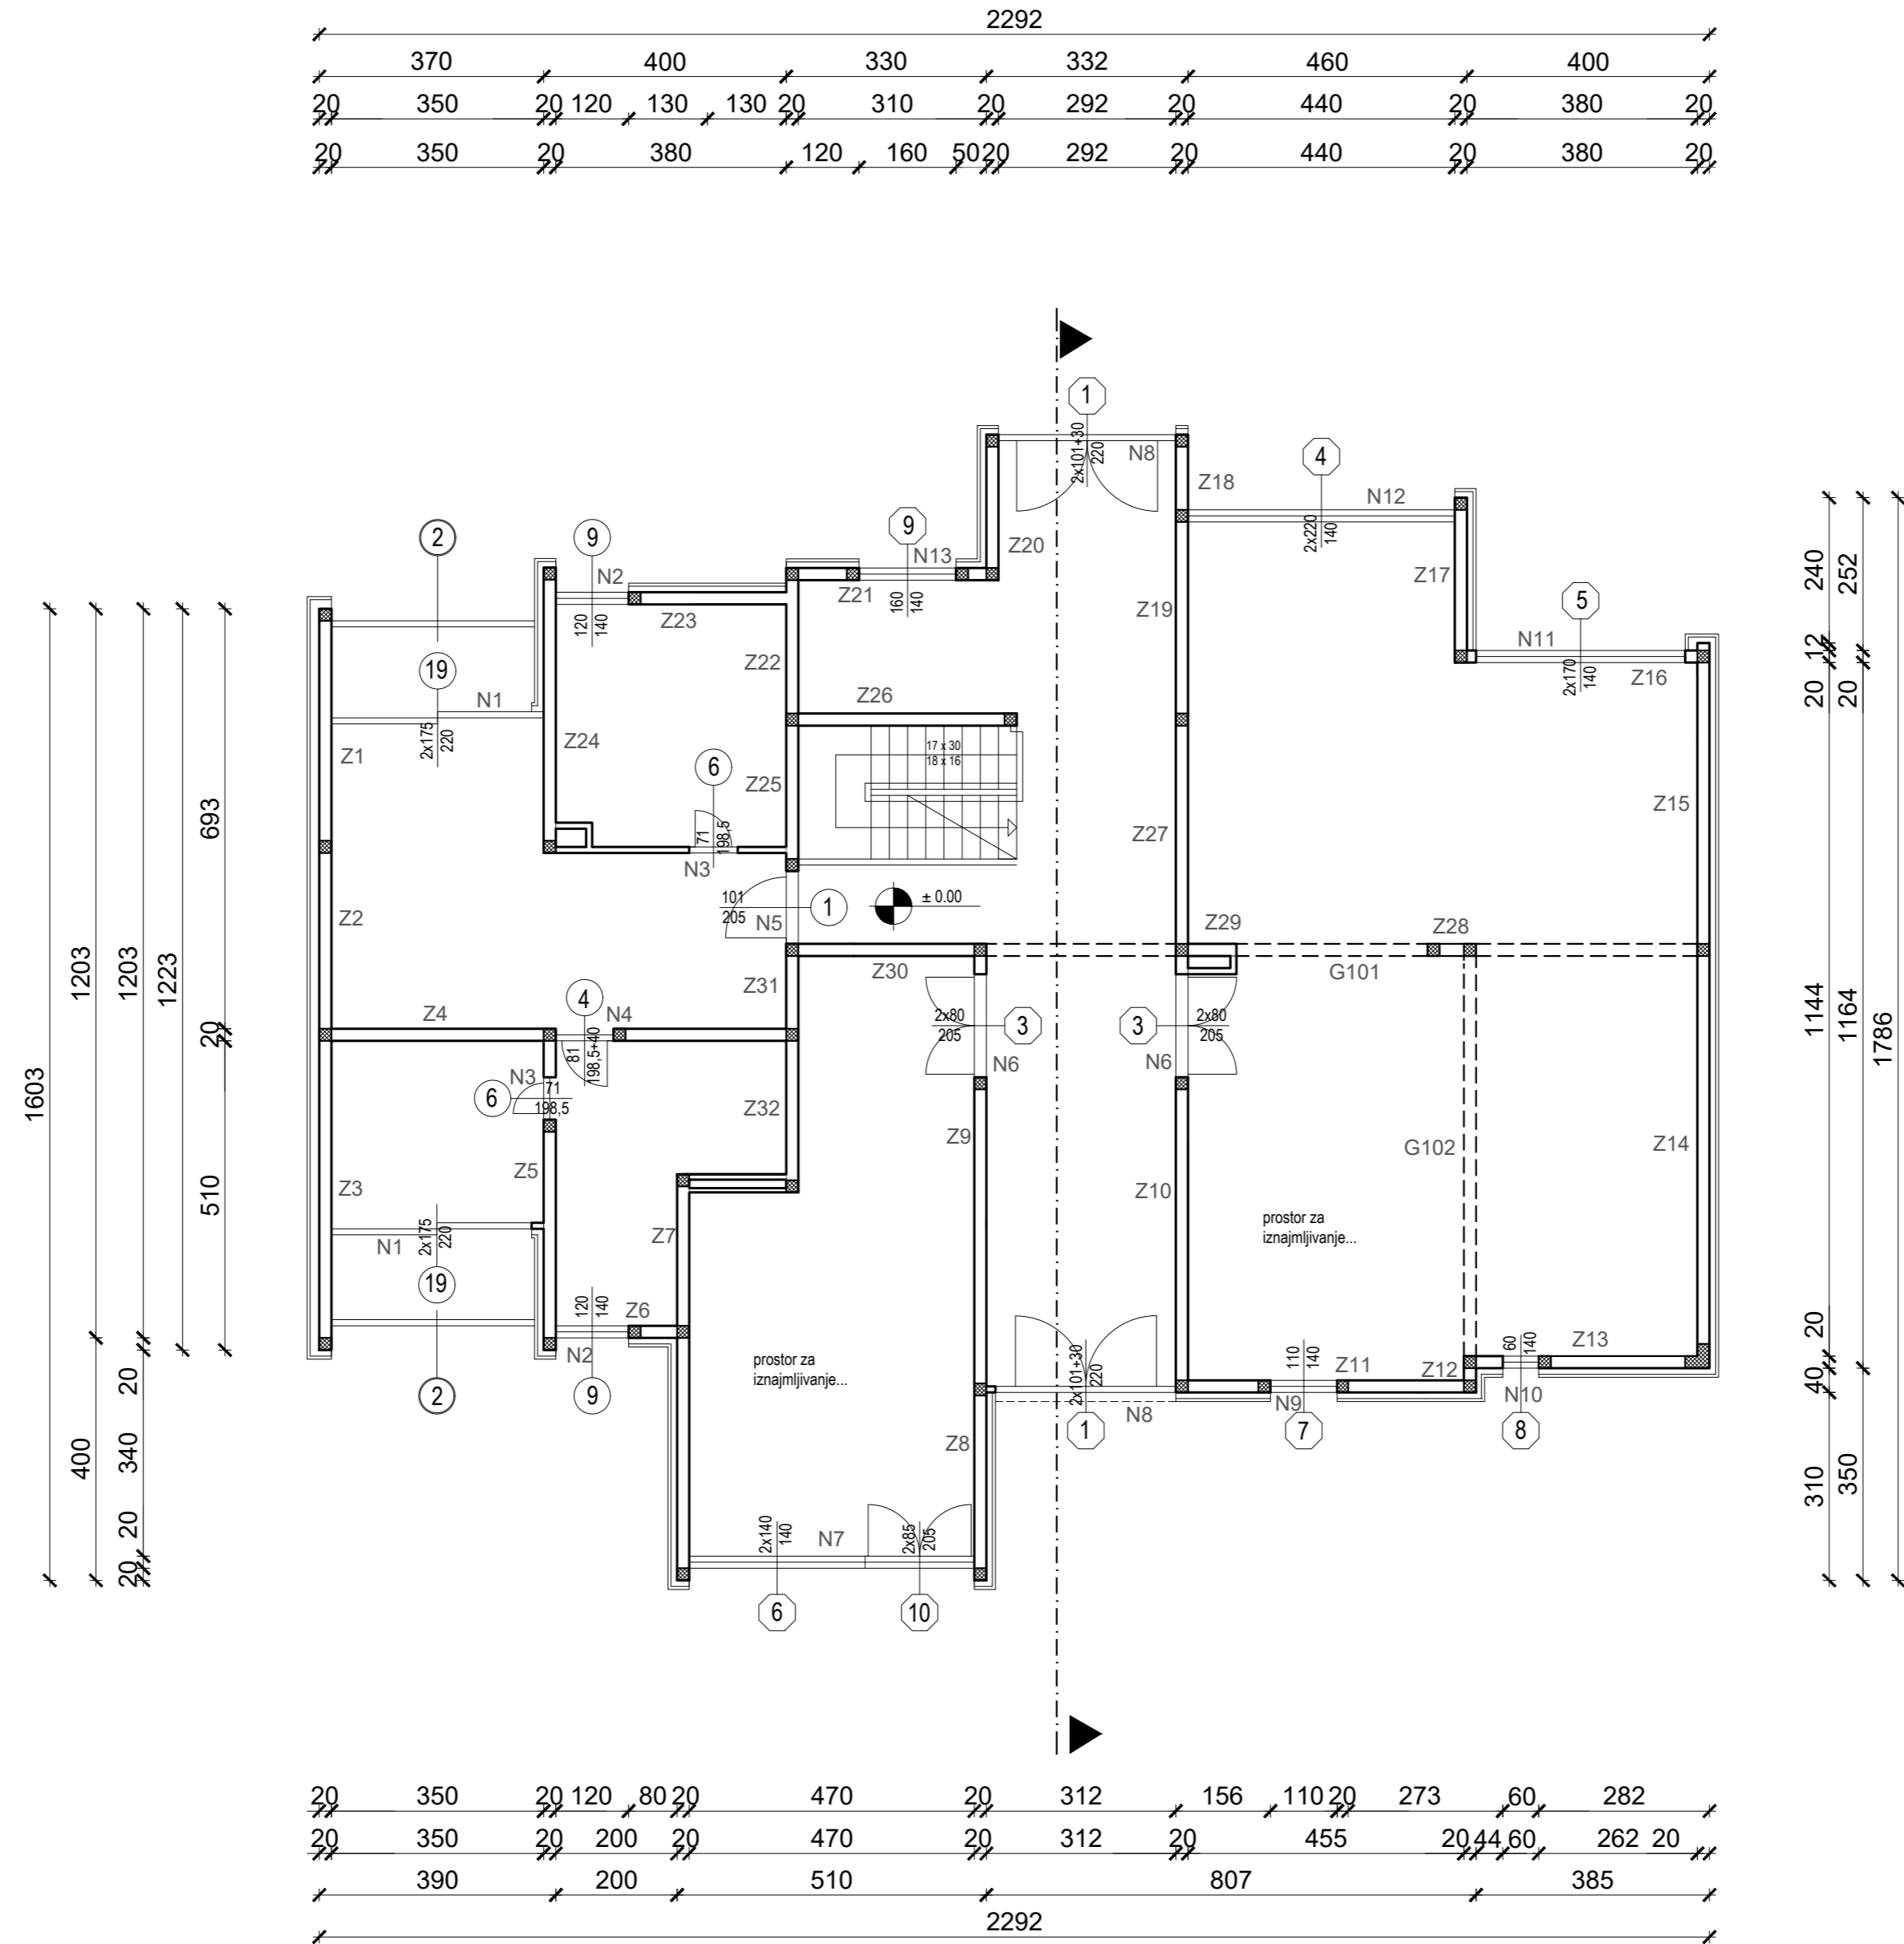 2292
370 400 330 332 460 400
20 350 20 120 130 130 20 310 20 292 20 440 20 380 20
20 350 20 380 120 160 50 20 292 20 440 20 380 20
1
2x101+30
220
N8
4
Z18
N12
2x220
140
2
9
9
N13
N2
Z20
Z17
5
Z21
160
140
Z19
N11
120
140
Z23
2x170
140
Z16
19
N1
Z22
Z26
2x175
220
Z1
Z24
17 x 30
18 x 16
6
Z25
Z15
71
198,5
Z27
N3
101
205
N5
1
± 0.00
Z2
Z29
Z28
Z30
G101
Z31
4
N4
Z4
81
198,5+40
2x80
205
3
3
2x80
205
N6
N6
N3
6
71
198,5
Z32
Z9
Z14
G102
Z5
Z3
Z10
Z7
2x175
220
N1
prostor za
iznajmljivanje...
19
120
140
Z6
N2
110
140
60
140
Z13
Z11
Z12
prostor za
iznajmljivanje...
2x101+30
220
2
9
N9
N10
N8
1
7
8
Z8
2x140
140
N7
2x85
205
6
10
1603
1203
400
1203
20
340
20
20
1223
693
20
510
240
12
20
1144
20
40
310
252
20
1164
350
1786
20 350 20 120 80 20 470 20 312 156 110 20 273 60 282
20 350 20 200 20 470 20 312 20 455 20 44 60 262 20
390 200 510 807 385
2292